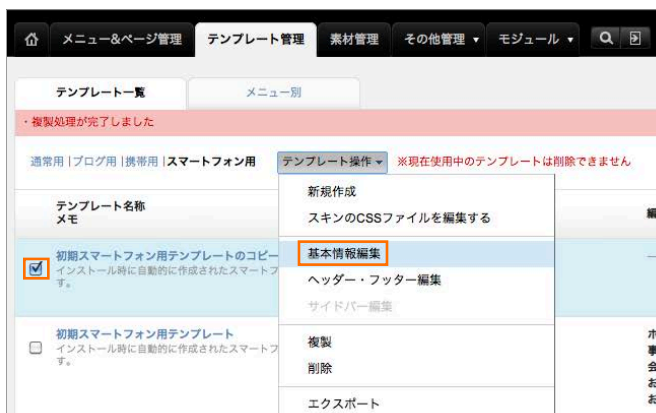 メニュー&ページ管理 テンプレート管理 素材管理 その他管理 ▼ モジュール ▼
テンプレート一覧 メニュー別
・複製処理が完了しました
通常用 | ブログ用 | 携帯用 | スマートフォン用 テンプレート操作 ▼ ※現在使用中のテンプレートは削除できません
新規作成
スキンのCSSファイルを編集する
基本情報編集
ヘッダー・フッター編集
サイドバー編集
複製
削除
エクスポート
テンプレート名称
メモ
編
初期スマートフォン用テンプレートのコピー
インストール時に自動的に作成されたスマートフ
す。
初期スマートフォン用テンプレート
インストール時に自動的に作成されたスマートフ
す。
ホ
事
会
お
お